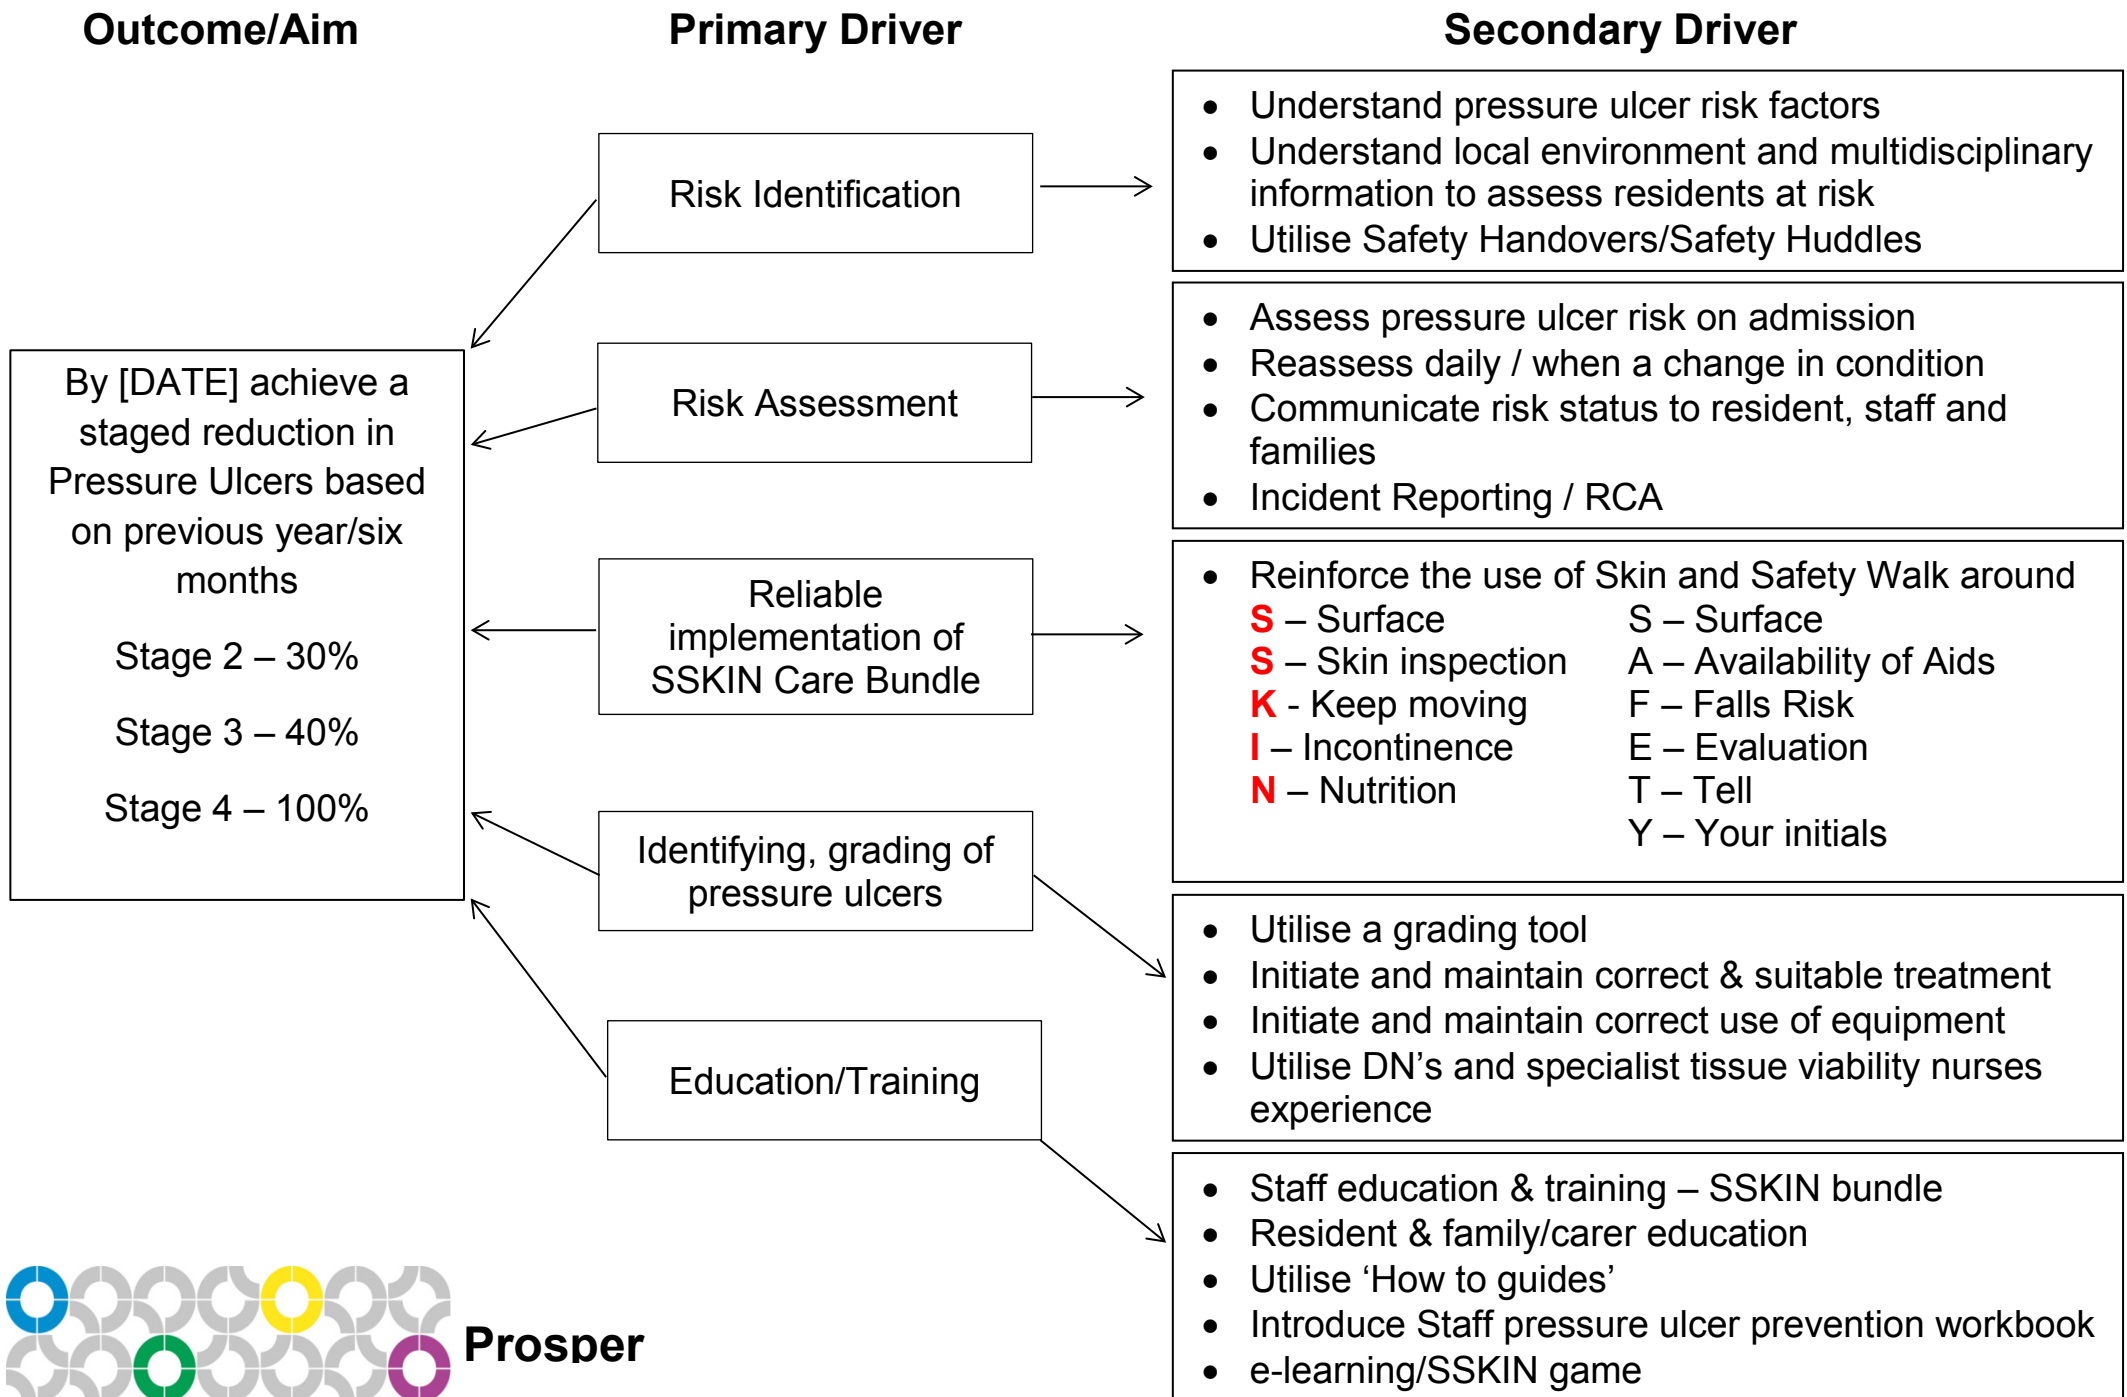 Outcome/Aim
Primary Driver
Secondary Driver
By [DATE] achieve a
staged reduction in
Pressure Ulcers based
on previous year/six
months
Stage 2 – 30%
Stage 3 – 40%
Stage 4 – 100%
Risk Identification
Risk Assessment
Reliable
implementation of
SSKIN Care Bundle
Identifying, grading of
pressure ulcers
Education/Training
• Understand pressure ulcer risk factors
• Understand local environment and multidisciplinary
information to assess residents at risk
• Utilise Safety Handovers/Safety Huddles
• Assess pressure ulcer risk on admission
• Reassess daily / when a change in condition
• Communicate risk status to resident, staff and
families
• Incident Reporting / RCA
• Reinforce the use of Skin and Safety Walk around
S – Surface
S – Skin inspection
K - Keep moving
I – Incontinence
N – Nutrition
S – Surface
A – Availability of Aids
F – Falls Risk
E – Evaluation
T – Tell
Y – Your initials
• Utilise a grading tool
• Initiate and maintain correct & suitable treatment
• Initiate and maintain correct use of equipment
• Utilise DN’s and specialist tissue viability nurses
experience
• Staff education & training – SSKIN bundle
• Resident & family/carer education
• Utilise ‘How to guides’
• Introduce Staff pressure ulcer prevention workbook
• e-learning/SSKIN game
Prosper